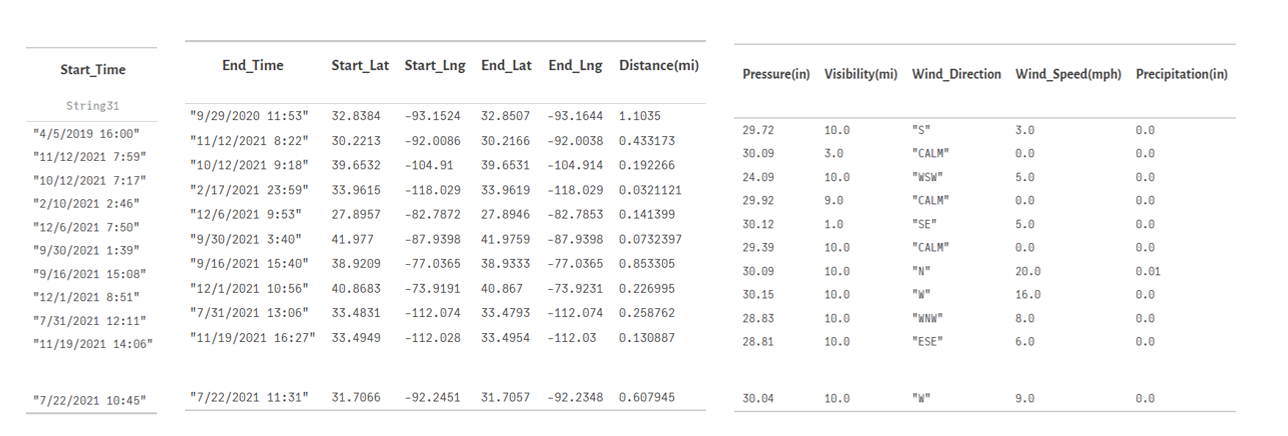 Start_Time End_Time Start_Lat Start_Lng End_Lat End_Lng Distance(mi) Pressure(in) Visibility(mi) Wind_Direction Wind_Speed(mph) Precipitation(in)
String31
"4/5/2019 16:00" "9/29/2020 11:53" 32.8384 -93.1524 32.8507 -93.1644 1.1035 29.72 10.0 "S" 3.0 0.0
"11/12/2021 7:59" "11/12/2021 8:22" 30.2213 -92.0086 30.2166 -92.0038 0.433173 30.09 3.0 "CALM" 0.0 0.0
"10/12/2021 7:17" "10/12/2021 9:18" 39.6532 -104.91 39.6531 -104.914 0.192266 24.09 10.0 "WSW" 5.0 0.0
"2/10/2021 2:46" "2/17/2021 23:59" 33.9615 -118.029 33.9619 -118.029 0.0321121 29.92 9.0 "CALM" 0.0 0.0
"12/6/2021 7:50" "12/6/2021 9:53" 27.8957 -82.7872 27.8946 -82.7853 0.141399 30.12 1.0 "SE" 5.0 0.0
"9/30/2021 1:39" "9/30/2021 3:40" 41.977 -87.9398 41.9759 -87.9398 0.0732397 29.39 10.0 "CALM" 0.0 0.0
"9/16/2021 15:08" "9/16/2021 15:40" 38.9209 -77.0365 38.9333 -77.0365 0.853305 30.09 10.0 "N" 20.0 0.01
"12/1/2021 8:51" "12/1/2021 10:56" 40.8683 -73.9191 40.867 -73.9231 0.226995 30.15 10.0 "W" 16.0 0.0
"7/31/2021 12:11" "7/31/2021 13:06" 33.4831 -112.074 33.4793 -112.074 0.258762 28.83 10.0 "WNW" 8.0 0.0
"11/19/2021 14:06" "11/19/2021 16:27" 33.4949 -112.028 33.4954 -112.03 0.130887 28.81 10.0 "ESE" 6.0 0.0
"7/22/2021 10:45" "7/22/2021 11:31" 31.7066 -92.2451 31.7057 -92.2348 0.607945 30.04 10.0 "W" 9.0 0.0